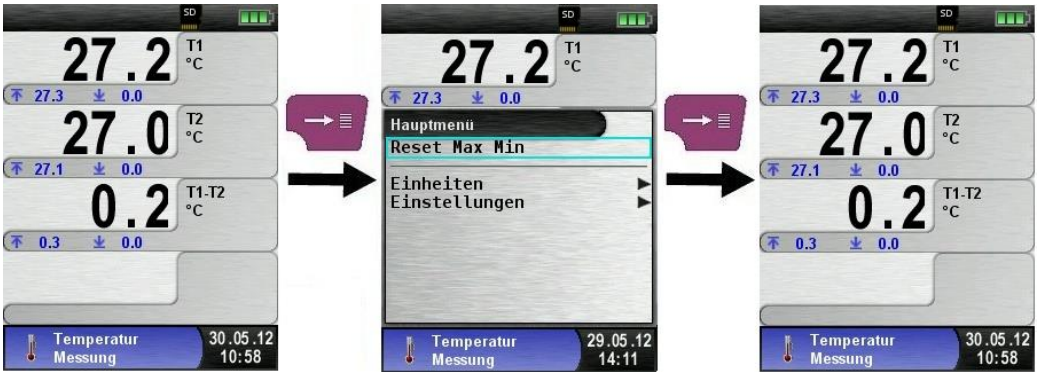 SD
27.2 T1 °C
27.3 0.0
27.0 T2 °C
27.1 0.0
0.2 T1-T2 °C
0.3 0.0
Temperatur 30.05.12
Messung 10:58
SD
27.2 T1 °C
27.3 0.0
Hauptmenü
Reset Max Min
Einheiten
Einstellungen
Temperatur 29.05.12
Messung 14:11
SD
27.2 T1 °C
27.3 0.0
27.0 T2 °C
27.1 0.0
0.2 T1-T2 °C
0.3 0.0
Temperatur 30.05.12
Messung 10:58